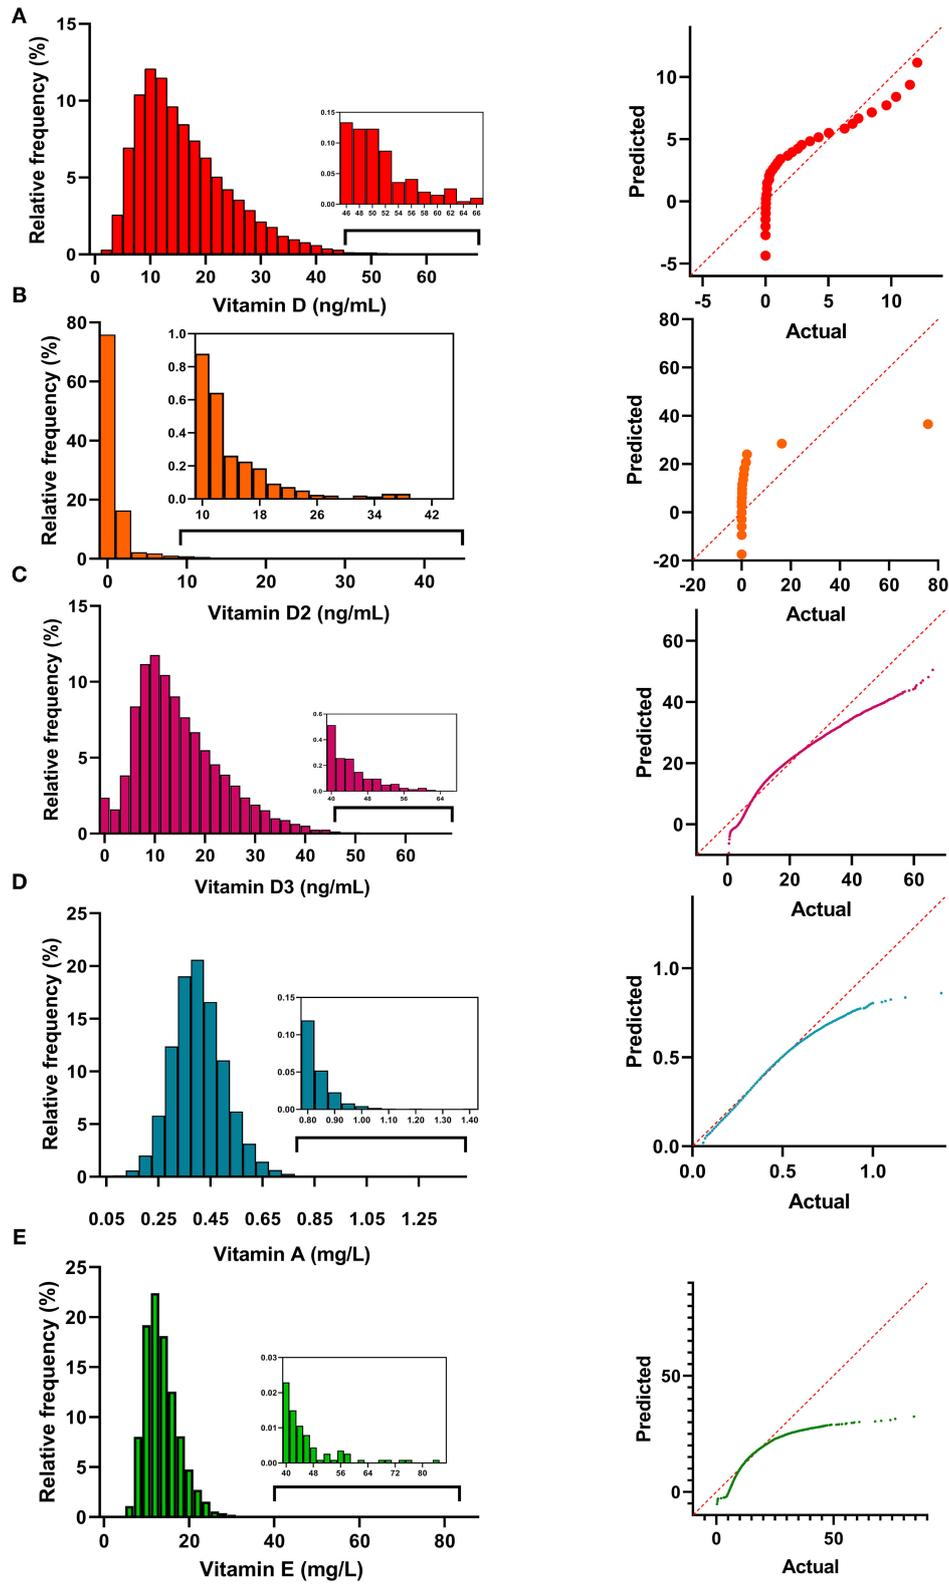 A
15
10
5
0
Relative frequency (%)
0 10 20 30 40 50 60
Vitamin D (ng/mL)
0.15
0.10
0.05
0.00
46 48 50 52 54 56 58 60 62 64 66
10
5
0
-5
Predicted
-5 0 5 10
Actual
B
80
60
40
20
0
Relative frequency (%)
0 10 20 30 40
Vitamin D2 (ng/mL)
1.0
0.8
0.6
0.4
0.2
0.0
10 18 26 34 42
80
60
40
20
0
-20
Predicted
-20 0 20 40 60 80
Actual
C
15
10
5
0
Relative frequency (%)
0 10 20 30 40 50 60
Vitamin D3 (ng/mL)
0.6
0.4
0.2
0.0
40 48 56 64
60
40
20
0
Predicted
0 20 40 60
Actual
D
25
20
15
10
5
0
Relative frequency (%)
0.05 0.25 0.45 0.65 0.85 1.05 1.25
Vitamin A (mg/L)
0.15
0.10
0.05
0.00
0.80 0.90 1.00 1.10 1.20 1.30 1.40
1.0
0.5
0.0
Predicted
0.0 0.5 1.0
Actual
E
25
20
15
10
5
0
Relative frequency (%)
0 20 40 60 80
Vitamin E (mg/L)
0.03
0.02
0.01
0.00
40 48 56 64 72 80
50
0
Predicted
0 50
Actual